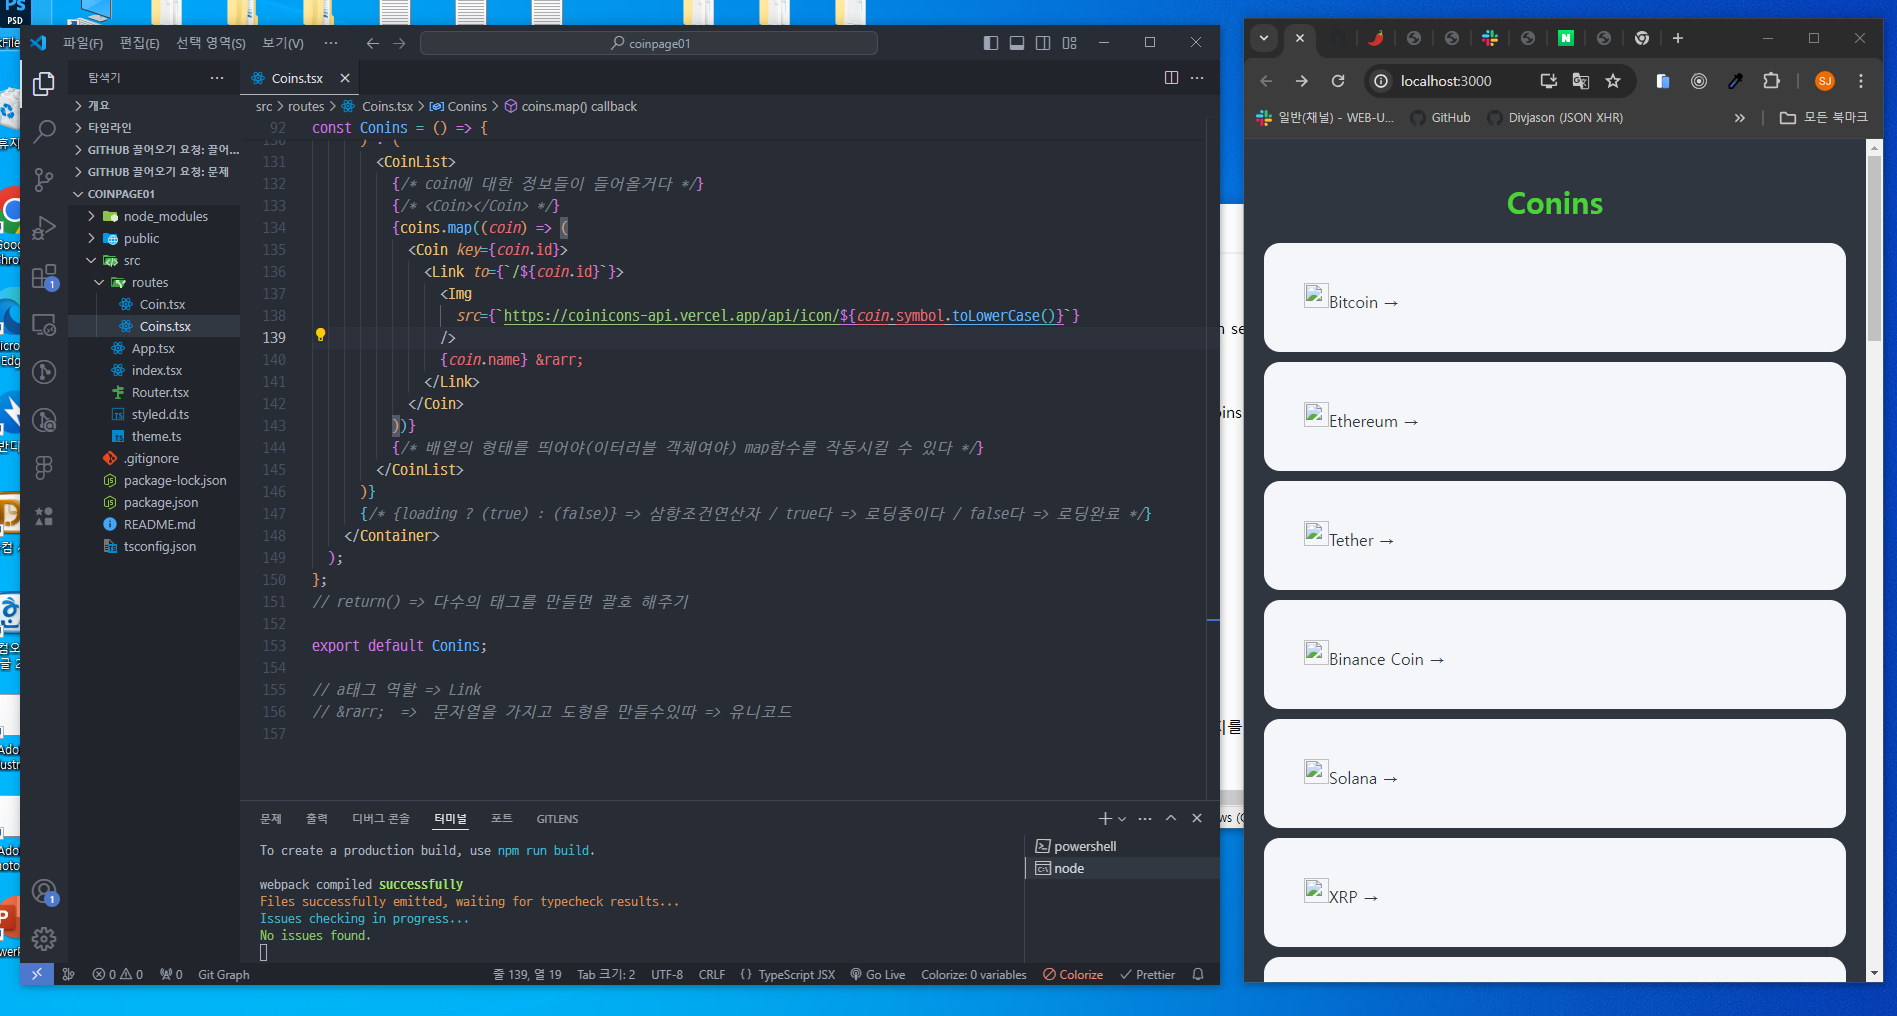 파일(F) 편집(E) 선택 영역(S) 보기(V) ··· coinpage01
탐색기
개요
타임라인
GITHUB 끌어오기 요청: 끌어...
GITHUB 끌어오기 요청: 문제
COINPAGE01
node_modules
public
src
routes
Coin.tsx
Coins.tsx
App.tsx
index.tsx
Router.tsx
styled.d.ts
theme.ts
.gitignore
package-lock.json
package.json
README.md
tsconfig.json
Coins.tsx
src > routes > Coins.tsx > Conins > coins.map() callback
92 const Conins = () => {
130 ) : (
131 <CoinList>
132 {/* coin에 대한 정보들이 들어올거다 */}
133 {/* <Coin></Coin> */}
134 {coins.map((coin) => (
135 <Coin key={coin.id}>
136 <Link to={`/${coin.id}`}>
137 <Img
138 src={`https://coinicons-api.vercel.app/api/icon/${coin.symbol.toLowerCase()}`}
139 />
140 {coin.name} &rarr;
141 </Link>
142 </Coin>
143 ))}
144 {/* 배열의 형태를 띄어야(이터러블 객체여야) map함수를 작동시킬 수 있다 */}
145 </CoinList>
146 )}
147 {/* {loading ? (true) : (false)} => 삼항조건연산자 / true다 => 로딩중이다 / false다 => 로딩완료 */}
148 </Container>
149 );
150 };
151 // return() => 다수의 태그를 만들면 괄호 해주기
152
153 export default Conins;
154
155 // a태그 역할 => Link
156 // &rarr; => 문자열을 가지고 도형을 만들수있따 => 유니코드
157
문제 출력 디버그 콘솔 터미널 포트 GITLENS
To create a production build, use npm run build.
webpack compiled successfully
Files successfully emitted, waiting for typecheck results...
Issues checking in progress...
No issues found.
powershell
node
0 0 0 Git Graph 줄 139, 열 19 Tab 크기: 2 UTF-8 CRLF {} TypeScript JSX Go Live Colorize: 0 variables Colorize Prettier
localhost:3000
SJ
일반(채널) - WEB-U... GitHub Divjason (JSON XHR) » 모든 북마크
Conins
Bitcoin →
Ethereum →
Tether →
Binance Coin →
Solana →
XRP →